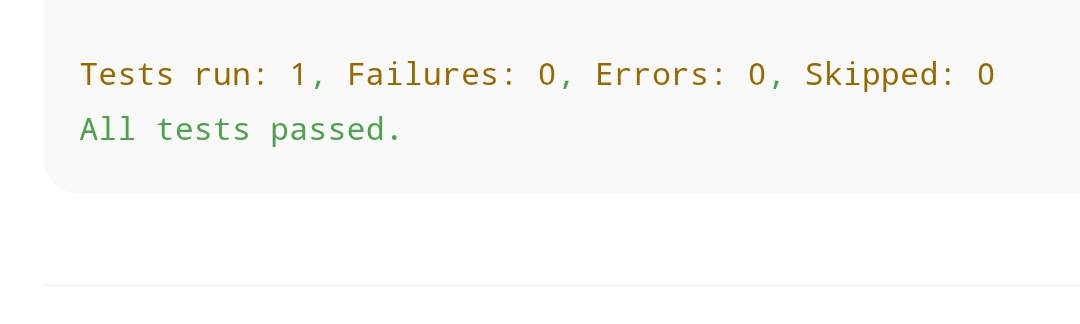 Tests run: 1, Failures: 0, Errors: 0, Skipped: 0
All tests passed.